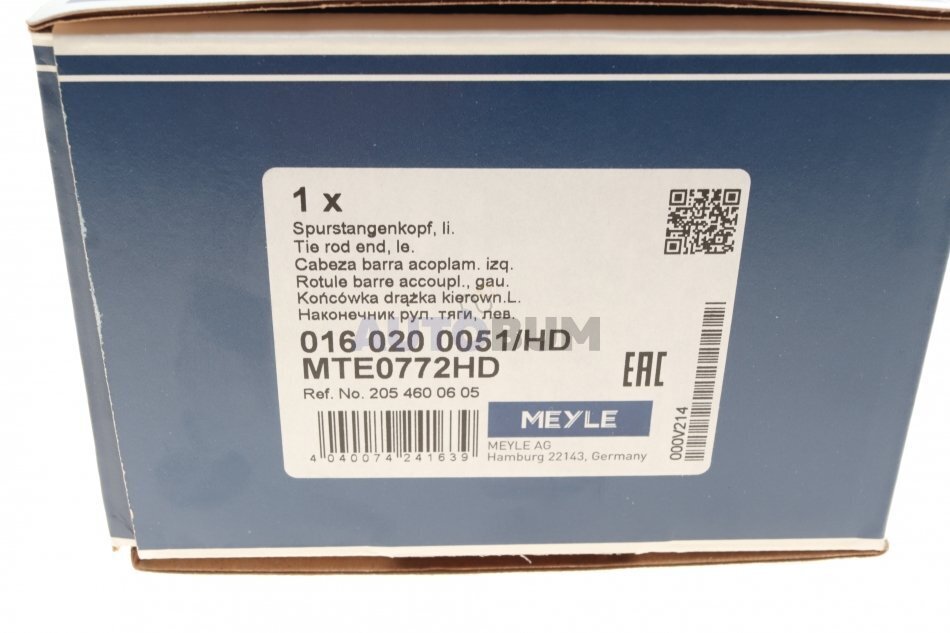 1 x
Spurstangenkopf, li.
Tie rod end, le.
Cabeza barra acoplam. izq.
Rotule barre accoupl., gau.
Końcówka drążka kierown.L.
Наконечник рул. тяги, лев.
AUTOBUM
016 020 0051/HD
MTE0772HD
EAC
Ref. No. 205 460 06 05
MEYLE
MEYLE AG
Hamburg 22143, Germany
4 040074 241639
000V214